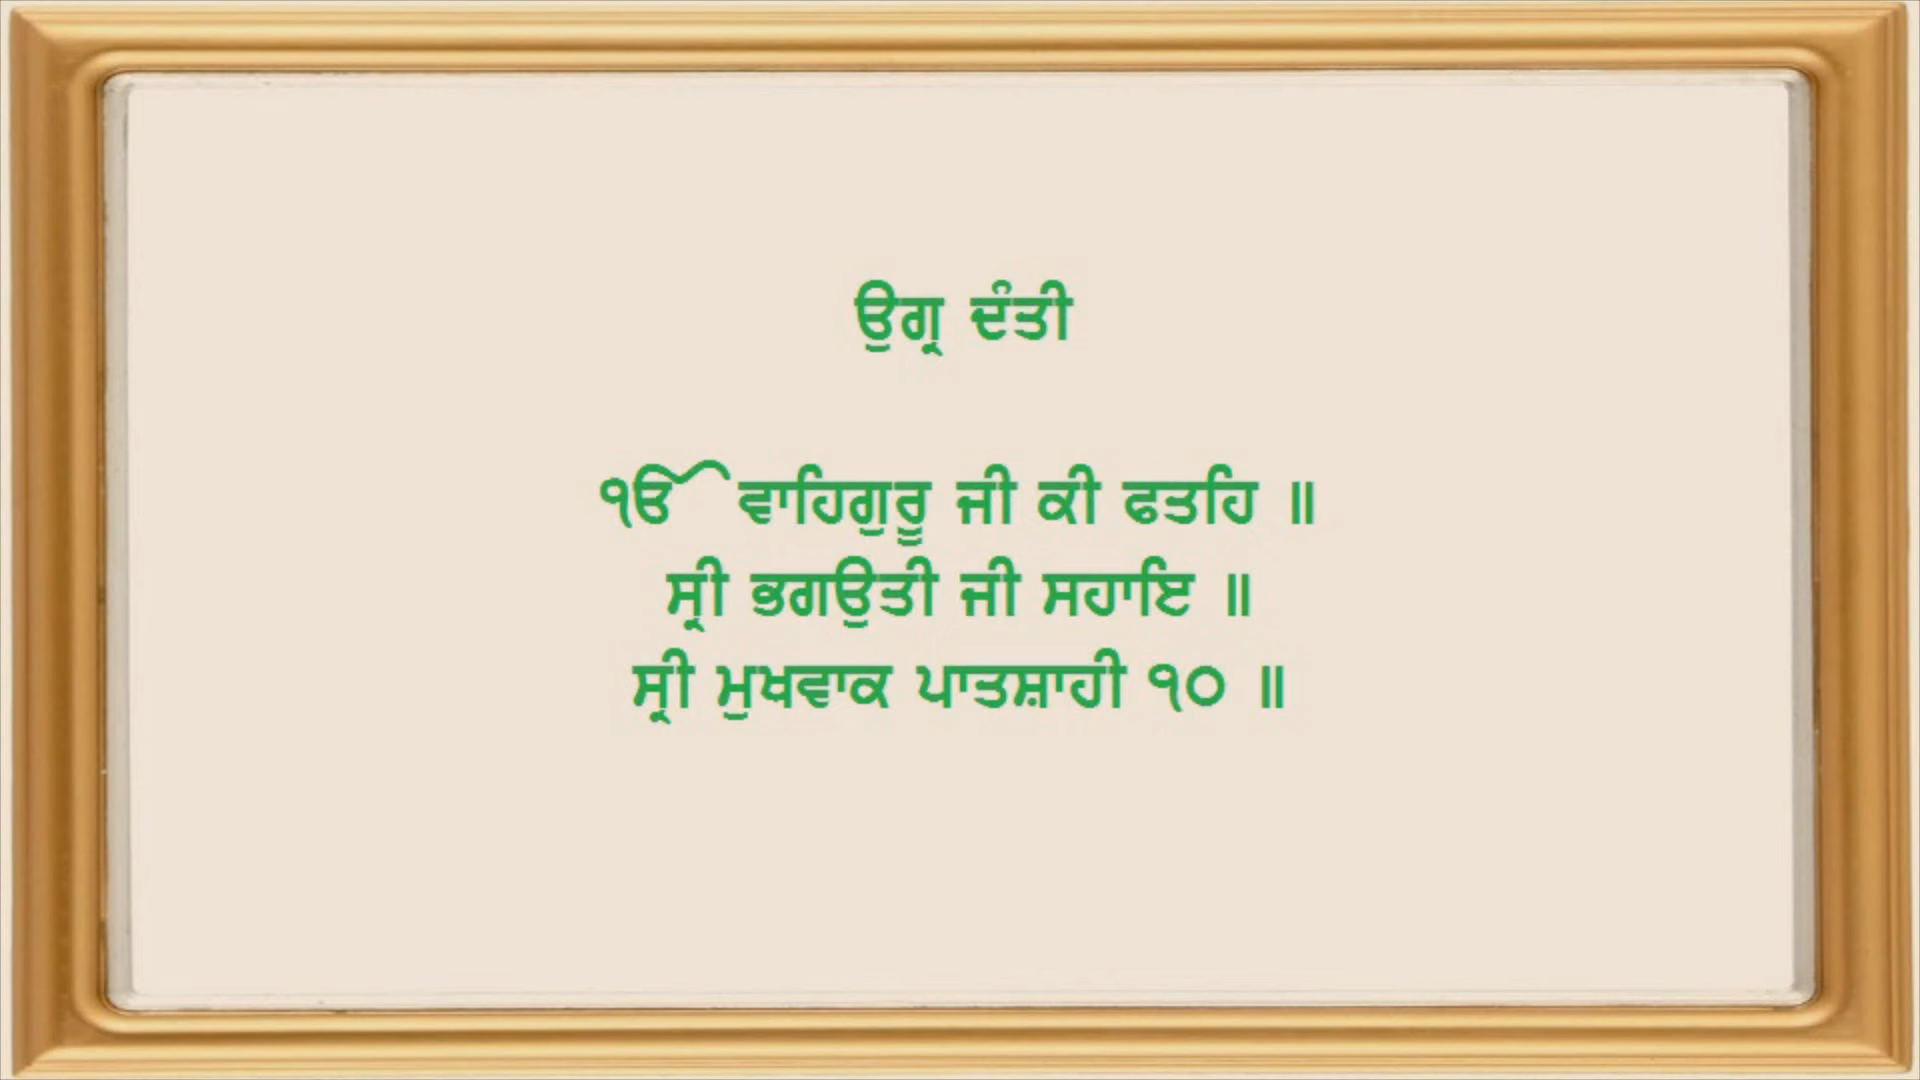 ਉਗ੍ਰ ਦੰਤੀ
ੴ ਵਾਹਿਗੁਰੂ ਜੀ ਕੀ ਫਤਹਿ ॥
ਸ੍ਰੀ ਭਗਉਤੀ ਜੀ ਸਹਾਇ ॥
ਸ੍ਰੀ ਮੁਖਵਾਕ ਪਾਤਸ਼ਾਹੀ ੧੦ ॥